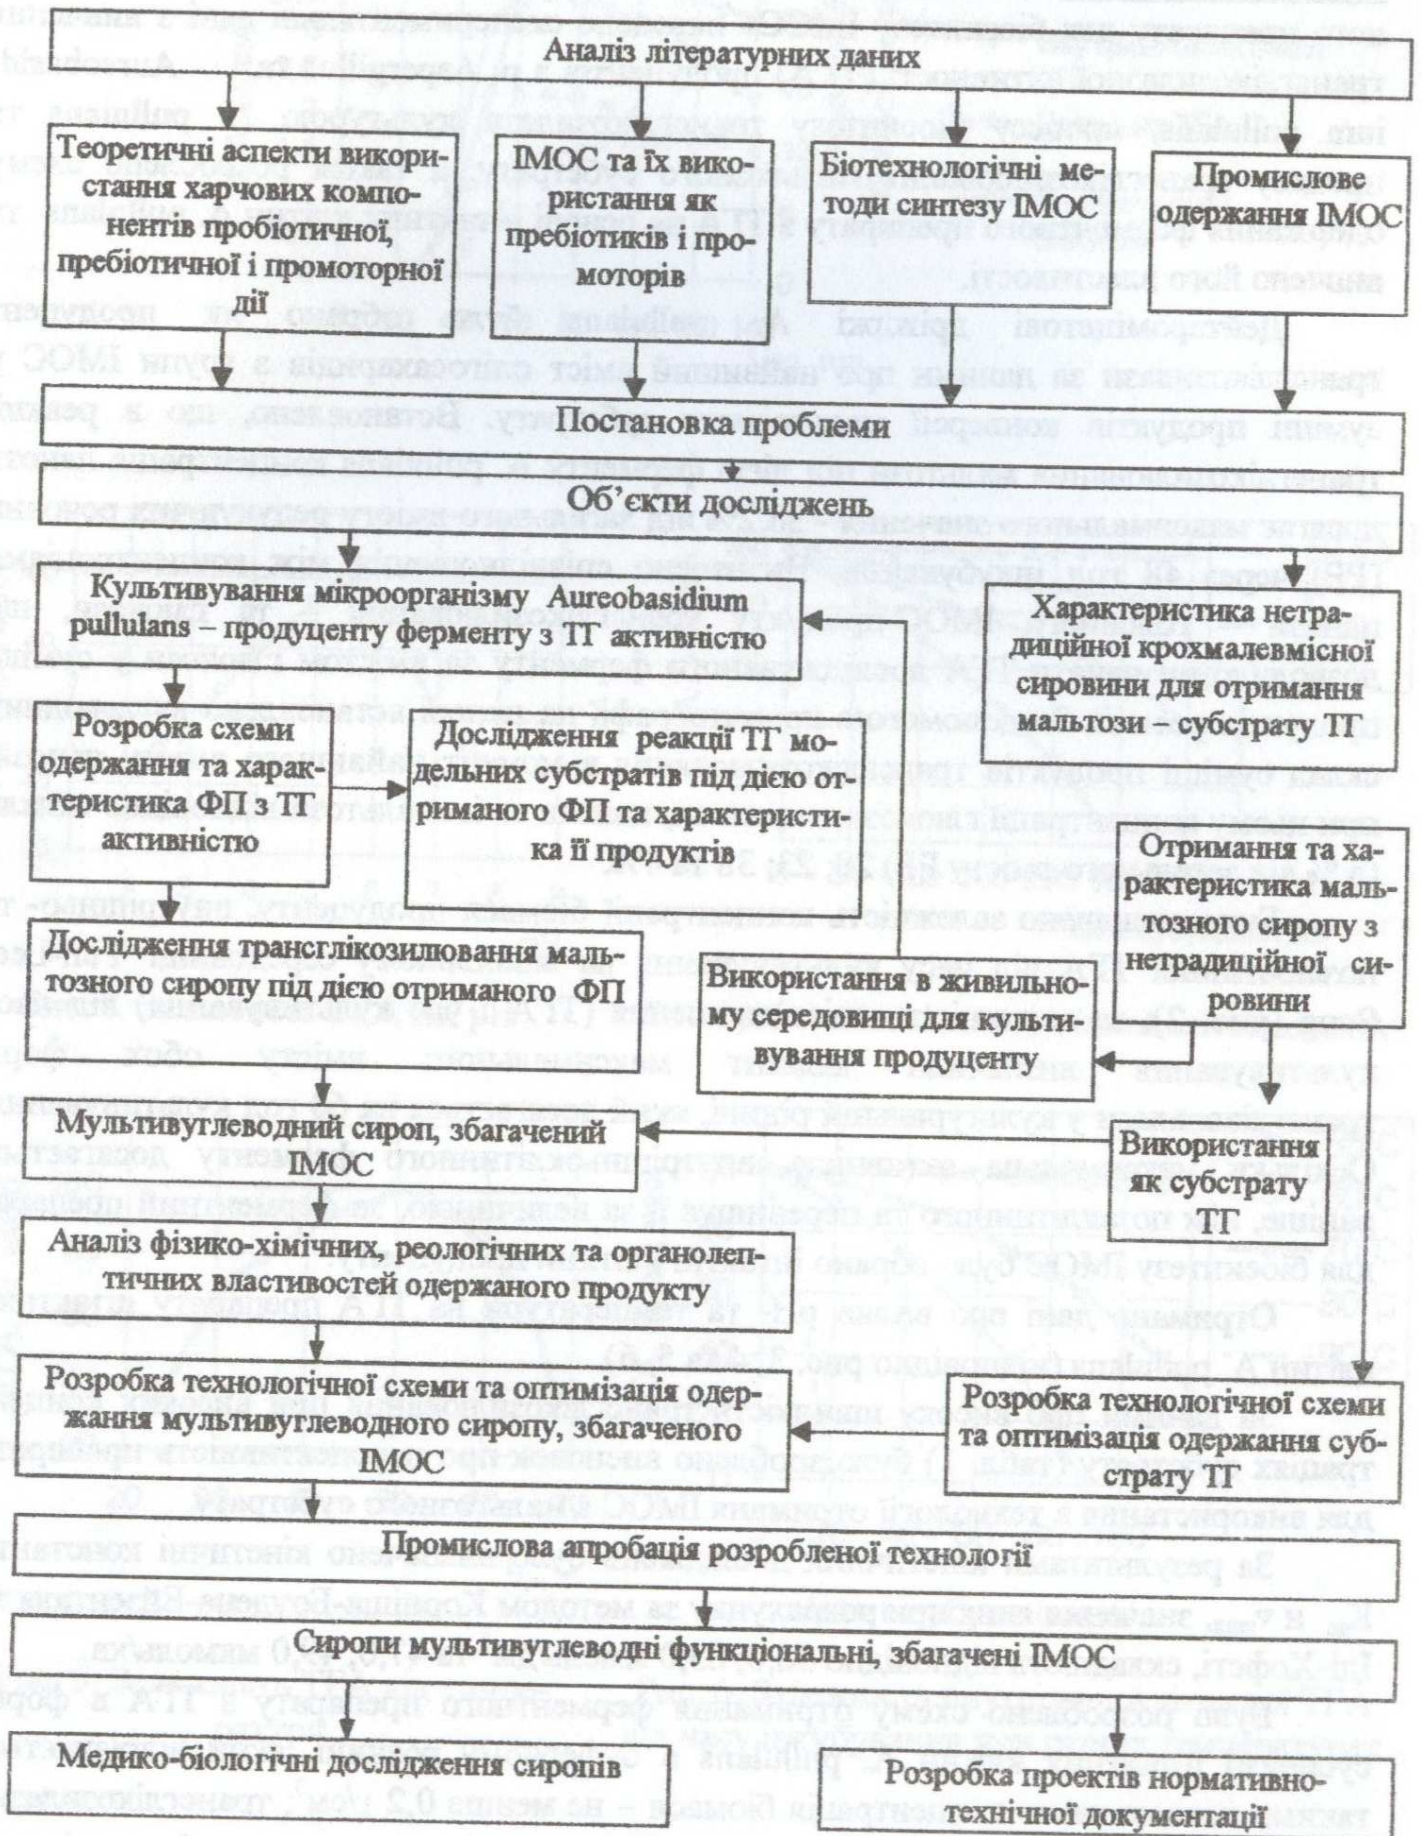 Аналіз літературних даних
Теоретичні аспекти викори-
стання харчових компо-
нентів пробіотичної,
пребіотичної і промоторної
дії
ІМОС та їх вико-
ристання як
пребіотиків і про-
моторів
Біотехнологічні ме-
тоди синтезу ІМОС
Промислове
одержання ІМОС
Постановка проблеми
Об’єкти досліджень
Культивування мікроорганізму Aureobasidium
pullulans - продуценту ферменту з ТГ активністю
Характеристика нетра-
диційної крохмалевмісної
сировини для отримання
мальтози - субстрату ТГ
Розробка схеми
одержання та харак-
теристика ФП з ТГ
активністю
Дослідження реакції ТГ мо-
дельних субстратів під дією от-
риманого ФП та характеристи-
ка її продуктів
Отримання та ха-
рактеристика маль-
тозного сиропу з
нетрадиційної си-
ровини
Дослідження трансглікозилювання маль-
тозного сиропу під дією отриманого ФП
Використання в живильно-
му середовищі для культи-
вування продуценту
Мультивуглеводний сироп, збагачений
ІМОС
Використання
як субстрату
ТГ
Аналіз фізико-хімічних, реологічних та органолеп-
тичних властивостей одержаного продукту
Розробка технологічної схеми та оптимізація одер-
жання мультивуглеводного сиропу, збагаченого
ІМОС
Розробка технологічної схеми
та оптимізація одержання суб-
страту ТГ
Промислова апробація розробленої технології
Сиропи мультивуглеводні функціональні, збагачені ІМОС
Медико-біологічні дослідження сиропів
Розробка проектів нормативно-
технічної документації